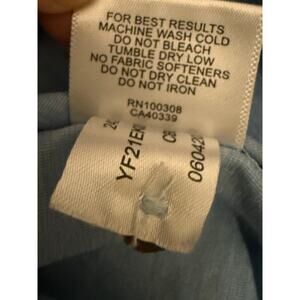 FOR BEST RESULTS
MACHINE WASH COLD
DO NOT BLEACH
TUMBLE DRY LOW
NO FABRIC SOFTENERS
DO NOT DRY CLEAN
DO NOT IRON
RN100308
CA40339